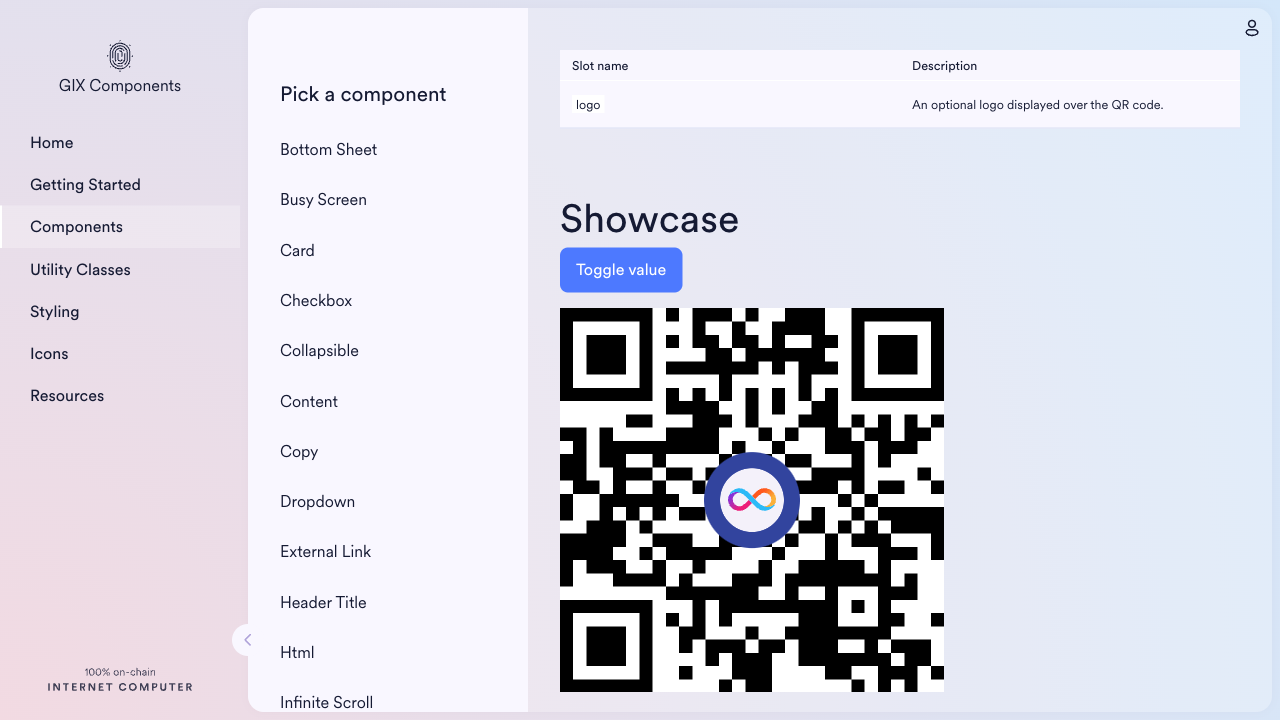 GIX Components
Home
Getting Started
Components
Utility Classes
Styling
Icons
Resources
100% on-chain
INTERNET COMPUTER
Pick a component
Bottom Sheet
Busy Screen
Card
Checkbox
Collapsible
Content
Copy
Dropdown
External Link
Header Title
Html
Infinite Scroll
Slot name Description
logo An optional logo displayed over the QR code.
Showcase
Toggle value